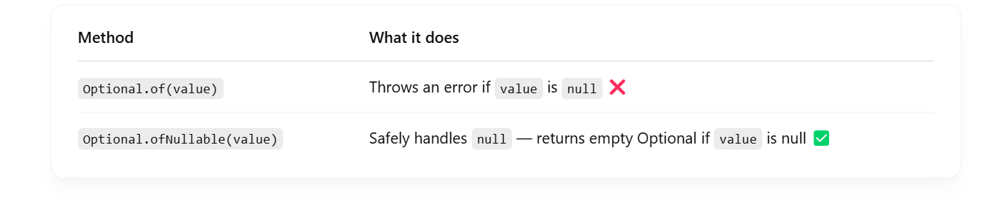 Method What it does
Optional.of(value) Throws an error if value is null ❌
Optional.ofNullable(value) Safely handles null — returns empty Optional if value is null ✅